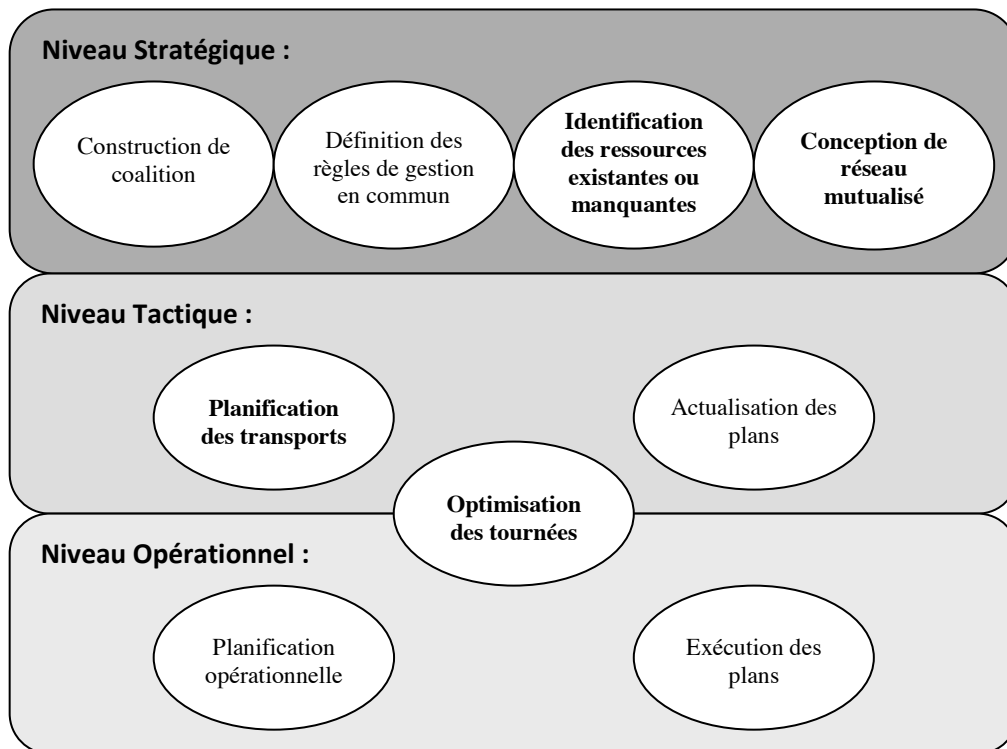 Niveau Stratégique :
Construction de
coalition
Définition des
règles de gestion
en commun
Identification
des ressources
existantes ou
manquantes
Conception de
réseau
mutualisé
Niveau Tactique :
Planification
des transports
Actualisation des
plans
Optimisation
des tournées
Niveau Opérationnel :
Planification
opérationnelle
Exécution des
plans